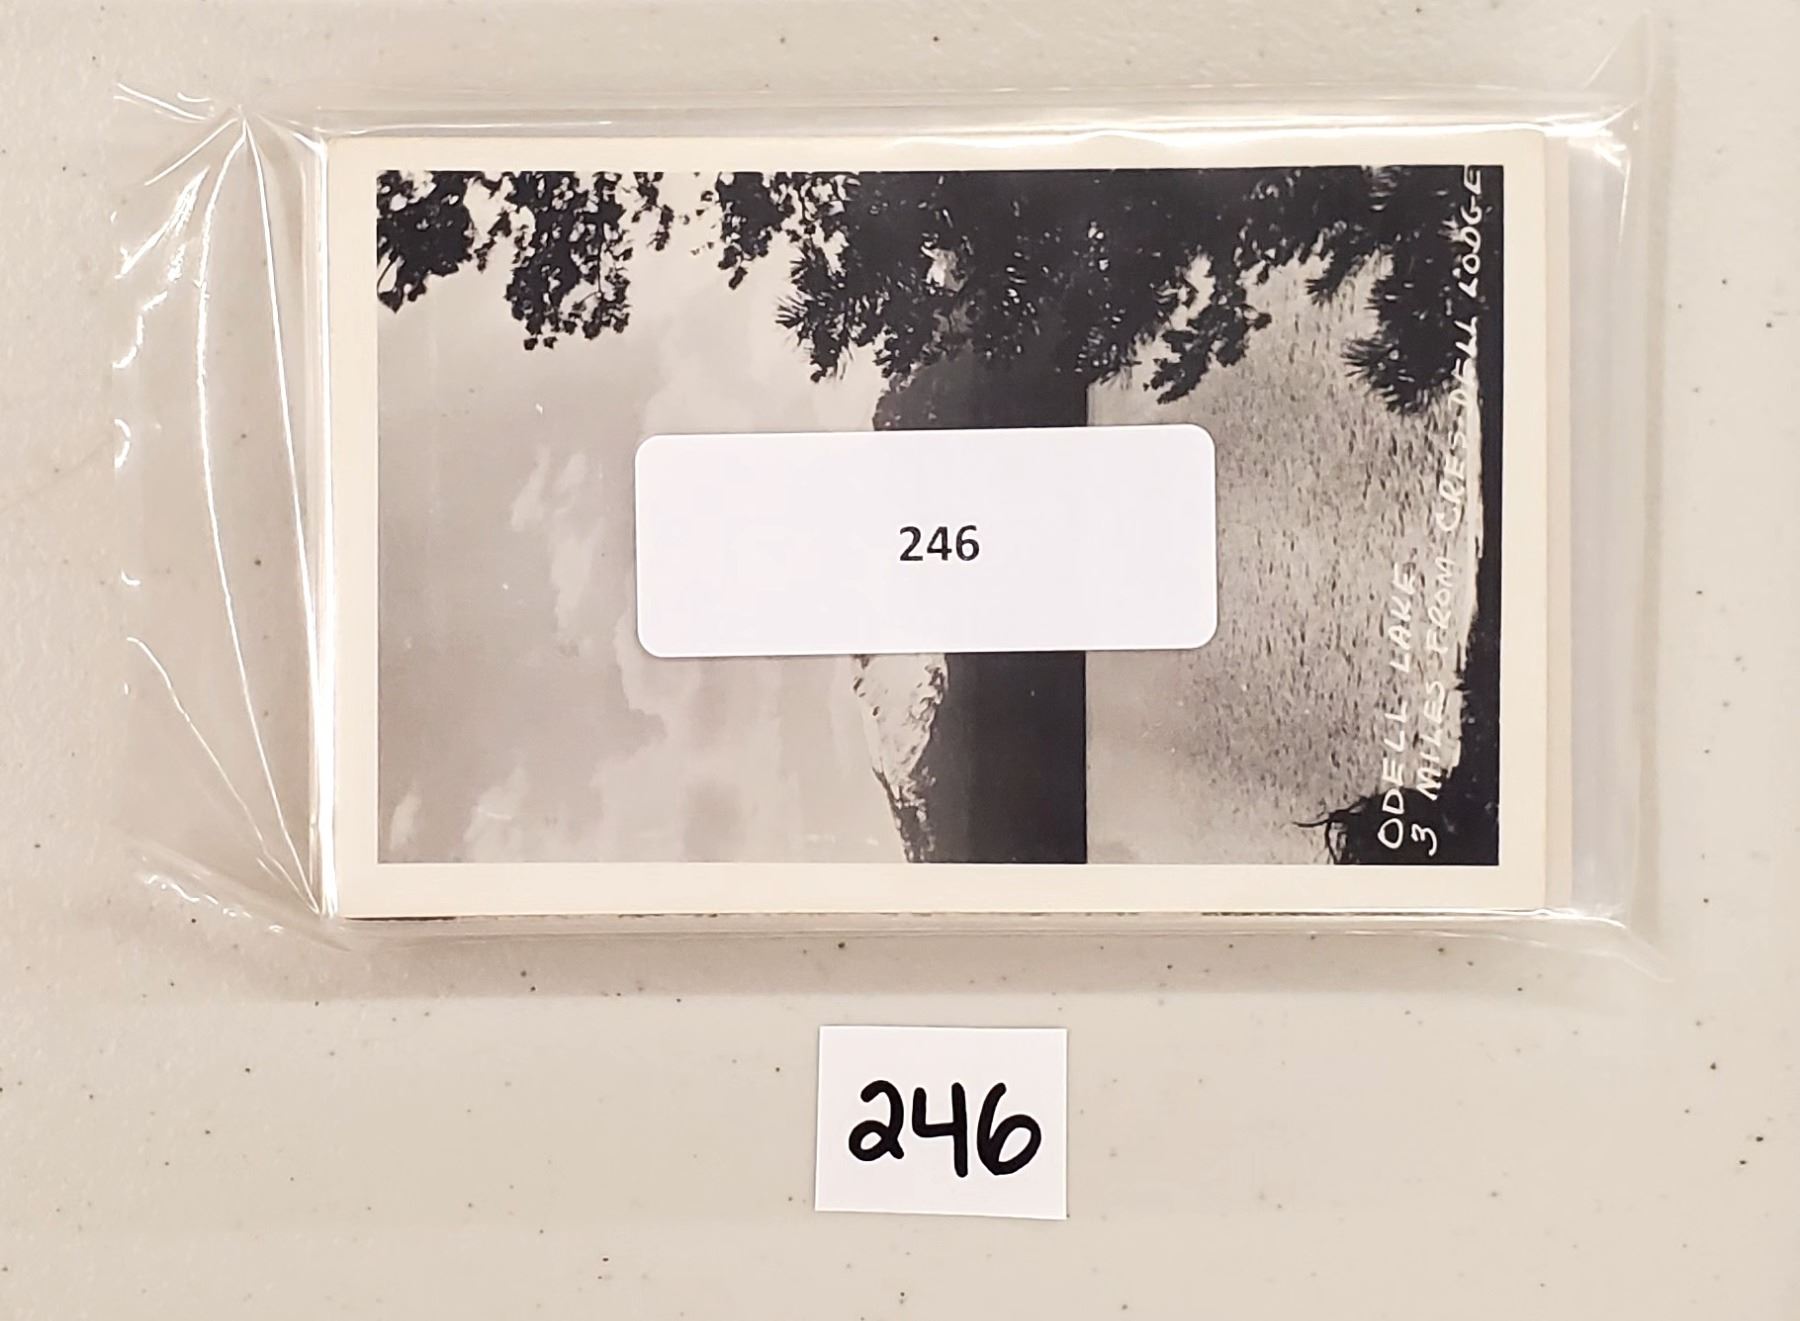 246
ODELL LAKE
3 MILES FROM CRES-DELL LODGE
246